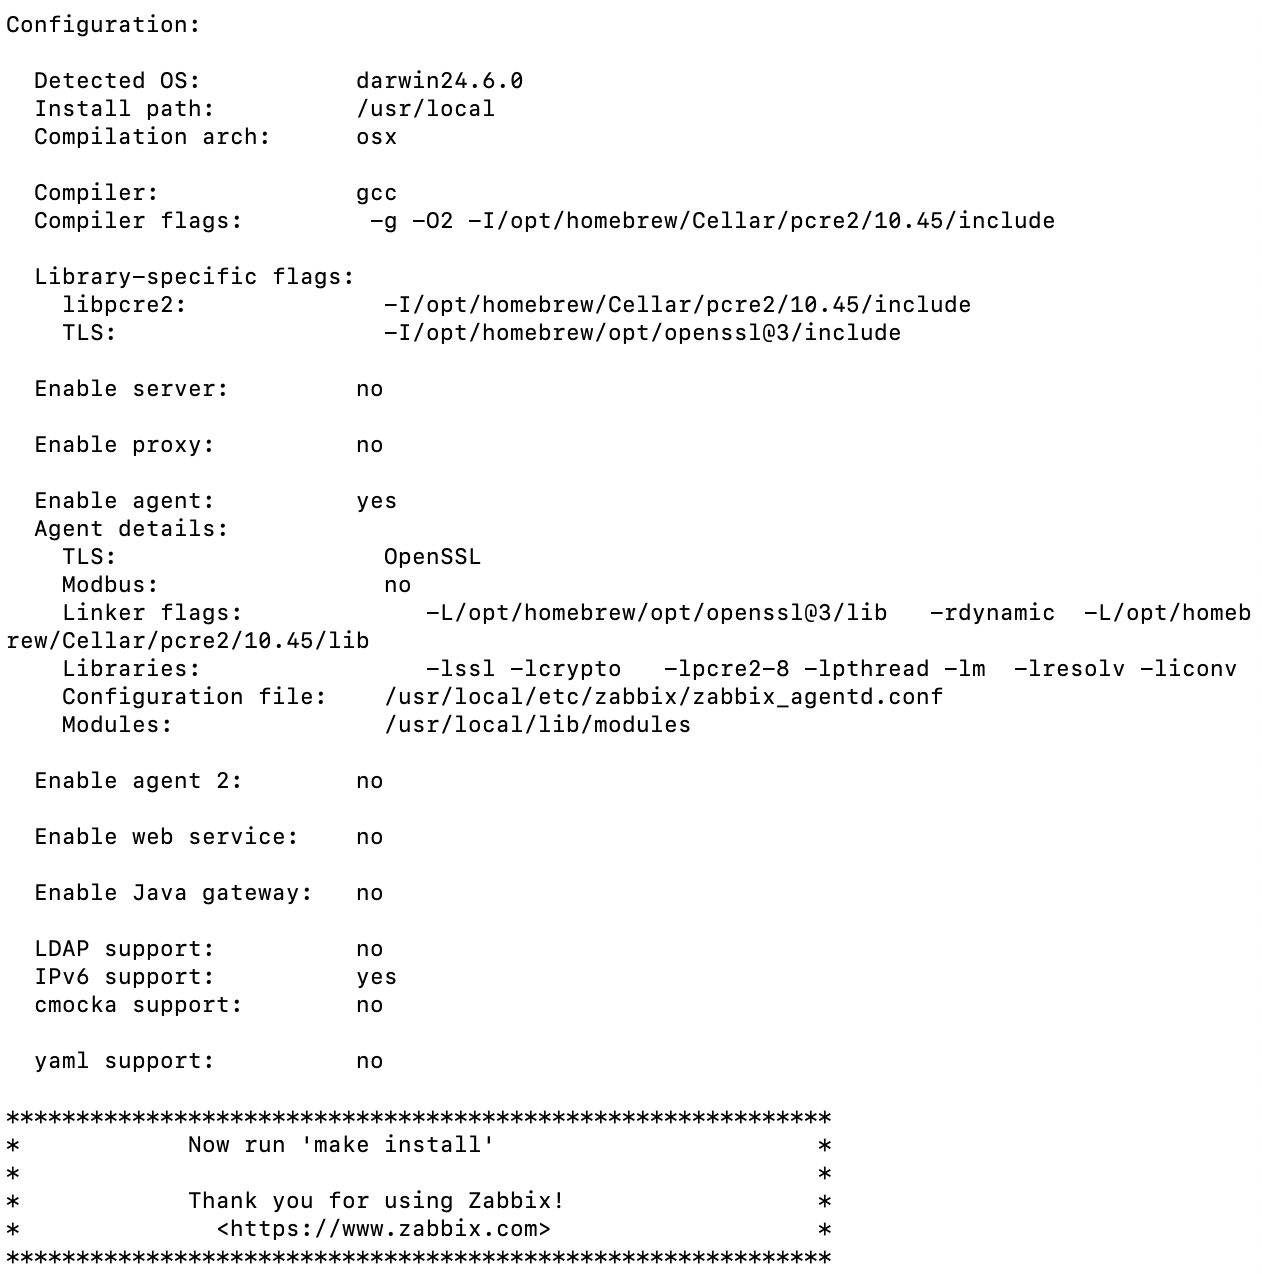 Configuration:

  Detected OS:           darwin24.6.0
  Install path:          /usr/local
  Compilation arch:      osx

  Compiler:              gcc
  Compiler flags:         -g -O2 -I/opt/homebrew/Cellar/pcre2/10.45/include

  Library-specific flags:
    libpcre2:              -I/opt/homebrew/Cellar/pcre2/10.45/include
    TLS:                   -I/opt/homebrew/opt/openssl@3/include

  Enable server:         no

  Enable proxy:          no

  Enable agent:          yes
  Agent details:
    TLS:                   OpenSSL
    Modbus:                no
    Linker flags:             -L/opt/homebrew/opt/openssl@3/lib   -rdynamic  -L/opt/homeb
rew/Cellar/pcre2/10.45/lib
    Libraries:                -lssl -lcrypto   -lpcre2-8 -lpthread -lm  -lresolv -liconv
    Configuration file:    /usr/local/etc/zabbix/zabbix_agentd.conf
    Modules:               /usr/local/lib/modules

  Enable agent 2:        no

  Enable web service:    no

  Enable Java gateway:   no

  LDAP support:          no
  IPv6 support:          yes
  cmocka support:        no

  yaml support:          no

***********************************************************
*            Now run 'make install'                       *
*                                                         *
*            Thank you for using Zabbix!                  *
*              <https://www.zabbix.com>                   *
***********************************************************